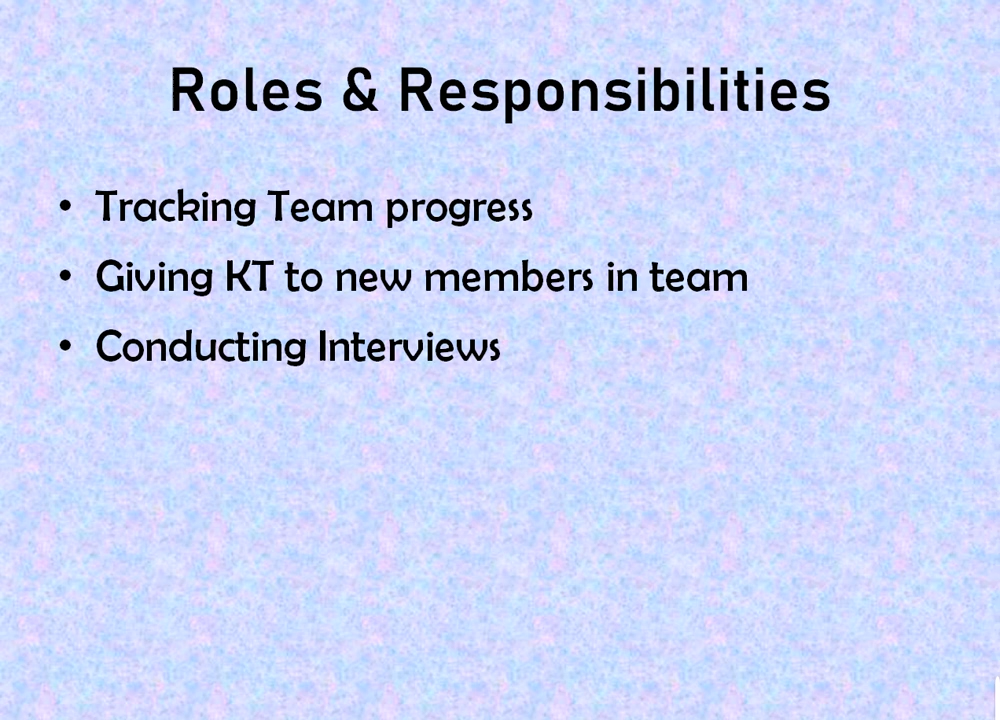 Roles & Responsibilities
• Tracking Team progress
• Giving KT to new members in team
• Conducting Interviews